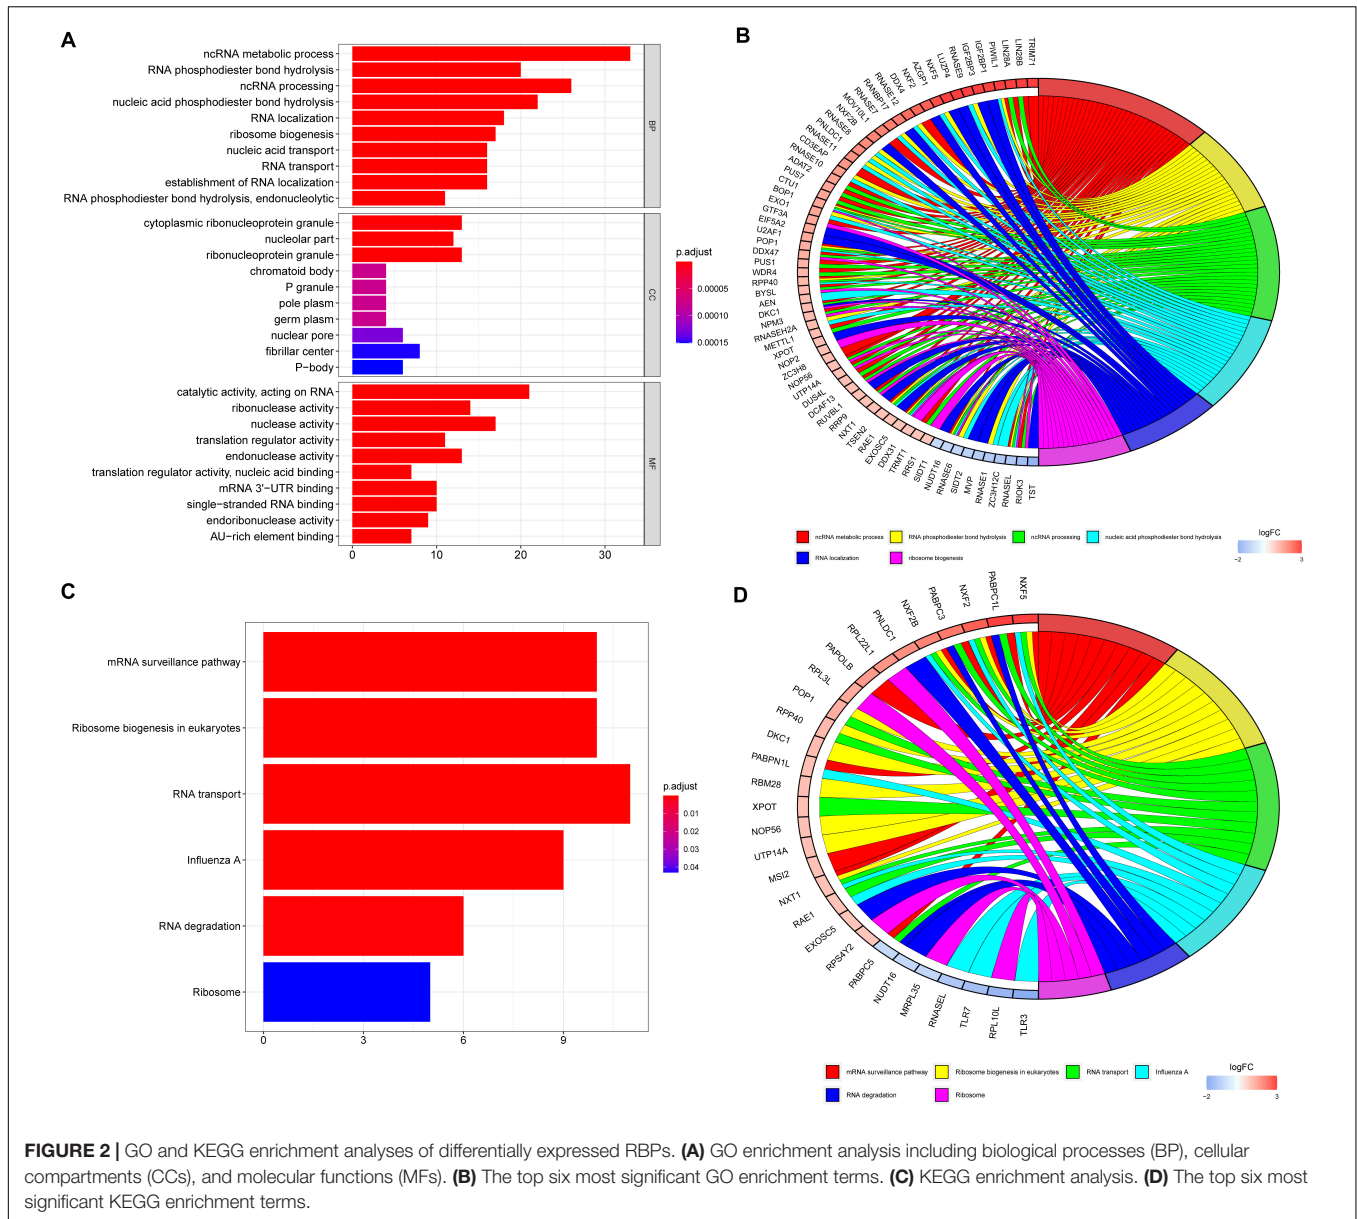 A
ncRNA metabolic process
RNA phosphodiester bond hydrolysis
ncRNA processing
nucleic acid phosphodiester bond hydrolysis
RNA localization
ribosome biogenesis
nucleic acid transport
RNA transport
establishment of RNA localization
RNA phosphodiester bond hydrolysis, endonucleolytic
BP
cytoplasmic ribonucleoprotein granule
nucleolar part
ribonucleoprotein granule
chromatoid body
P granule
pole plasm
germ plasm
nuclear pore
fibrillar center
P−body
CC
catalytic activity, acting on RNA
ribonuclease activity
nuclease activity
translation regulator activity
endonuclease activity
translation regulator activity, nucleic acid binding
mRNA 3'−UTR binding
single−stranded RNA binding
endoribonuclease activity
AU−rich element binding
MF
0 10 20 30
p.adjust
0.00005
0.00010
0.00015
B
TRIM71
LIN28B
LIN28A
PIWIL1
IGF2BP1
IGF2BP3
RNASE9
LUZP4
NXF5
AZGP1
NXF2
DDX4
RNASE12
RANBP17
RNASE7
MOV10L1
NXF2B
RNASE8
PNLDC1
RNASE11
CD3EAP
RNASE10
ADAT2
PUS7
CTU1
BOP1
EXO1
GTF3A
EIF5A2
U2AF1
POP1
DDX47
PUS1
WDR4
RPP40
BYSL
AEN
DKC1
NPM3
RNASEH2A
METTL1
XPOT
NOP2
ZC3H8
NOP56
UTP14A
DUS4L
DCAF13
RUVBL1
RRP9
NXT1
TSEN2
RAE1
EXOSC5
DDX31
TRMT1
RRS1
SIDT1
NUDT16
RNASE6
SIDT2
MVP
RNASE1
ZC3H12C
RNASEL
RIOK3
TST
ncRNA metabolic process RNA phosphodiester bond hydrolysis ncRNA processing nucleic acid phosphodiester bond hydrolysis
RNA localization ribosome biogenesis
logFC
−2 3
C
mRNA surveillance pathway
Ribosome biogenesis in eukaryotes
RNA transport
Influenza A
RNA degradation
Ribosome
0 3 6 9
p.adjust
0.01
0.02
0.03
0.04
D
NXF5
PABPC1L
NXF2
PABPC3
NXF2B
PNLDC1
RPL22L1
PAPOLB
RPL3L
POP1
RPP40
DKC1
PABPN1L
RBM28
XPOT
NOP56
UTP14A
MSI2
NXT1
RAE1
EXOSC5
RPS4Y2
PABPC5
NUDT16
MRPL35
RNASEL
TLR7
RPL10L
TLR3
mRNA surveillance pathway Ribosome biogenesis in eukaryotes RNA transport Influenza A
RNA degradation Ribosome
logFC
−2 3
FIGURE 2 | GO and KEGG enrichment analyses of differentially expressed RBPs. (A) GO enrichment analysis including biological processes (BP), cellular
compartments (CCs), and molecular functions (MFs). (B) The top six most significant GO enrichment terms. (C) KEGG enrichment analysis. (D) The top six most
significant KEGG enrichment terms.